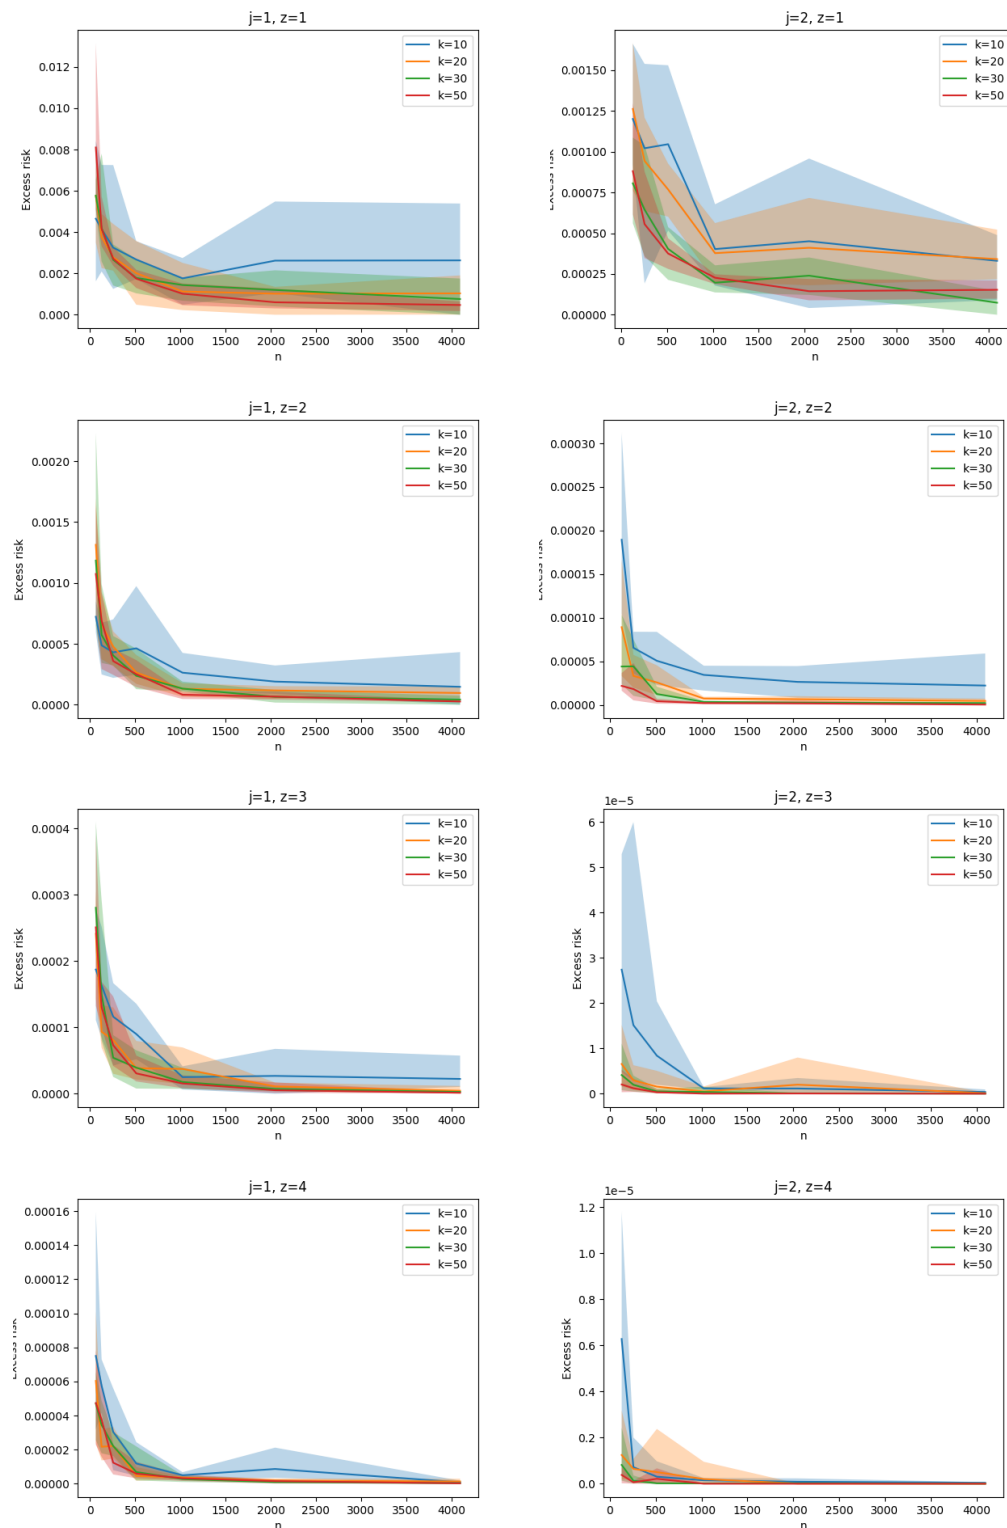 j=1, z=1
k=10
k=20
k=30
k=50
0.012
0.010
0.008
0.006
0.004
0.002
0.000
Excess risk
0 500 1000 1500 2000 2500 3000 3500 4000
n
j=2, z=1
k=10
k=20
k=30
k=50
0.00150
0.00125
0.00100
0.00075
0.00050
0.00025
0.00000
Excess risk
0 500 1000 1500 2000 2500 3000 3500 4000
n
j=1, z=2
k=10
k=20
k=30
k=50
0.0020
0.0015
0.0010
0.0005
0.0000
Excess risk
0 500 1000 1500 2000 2500 3000 3500 4000
n
j=2, z=2
k=10
k=20
k=30
k=50
0.00030
0.00025
0.00020
0.00015
0.00010
0.00005
0.00000
Excess risk
0 500 1000 1500 2000 2500 3000 3500 4000
n
j=1, z=3
k=10
k=20
k=30
k=50
0.0004
0.0003
0.0002
0.0001
0.0000
Excess risk
0 500 1000 1500 2000 2500 3000 3500 4000
n
j=2, z=3
1e−5
k=10
k=20
k=30
k=50
6
5
4
3
2
1
0
Excess risk
0 500 1000 1500 2000 2500 3000 3500 4000
n
j=1, z=4
k=10
k=20
k=30
k=50
0.00016
0.00014
0.00012
0.00010
0.00008
0.00006
0.00004
0.00002
0.00000
Excess risk
0 500 1000 1500 2000 2500 3000 3500 4000
n
j=2, z=4
1e−5
k=10
k=20
k=30
k=50
1.2
1.0
0.8
0.6
0.4
0.2
0.0
Excess risk
0 500 1000 1500 2000 2500 3000 3500 4000
n